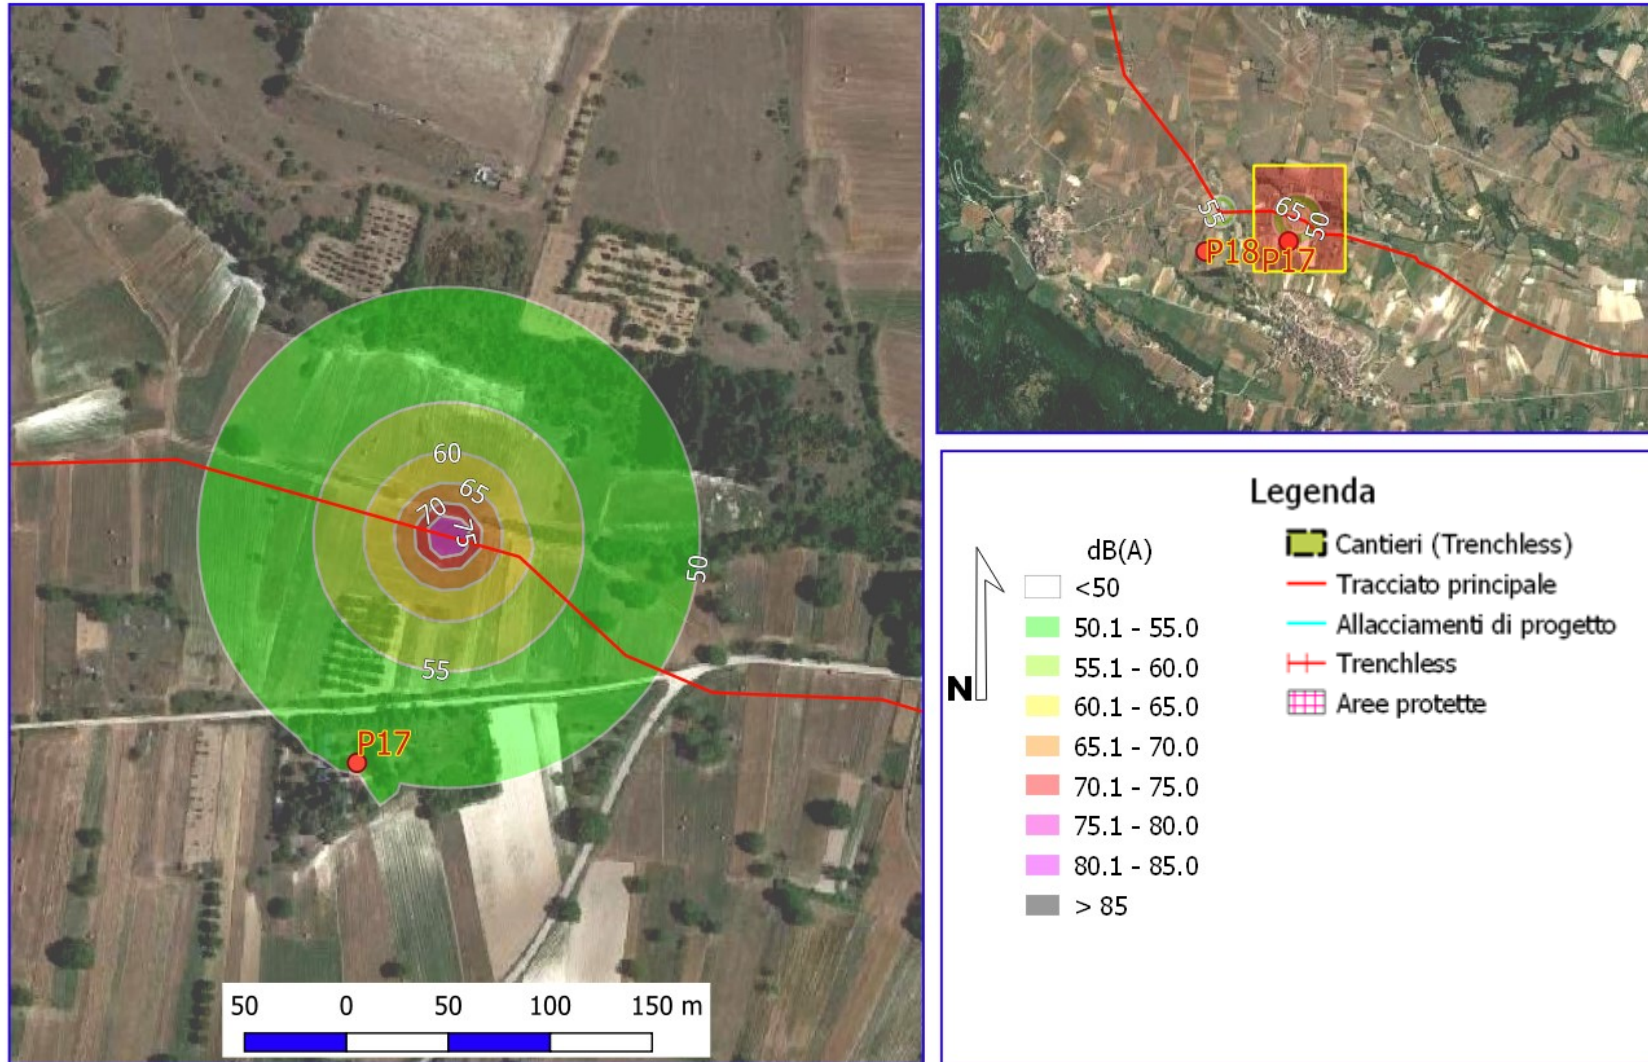 60
65
70
75
50
55
P17
50 0 50 100 150 m
55
65
50
P18
P17
Legenda
dB(A)
<50
50.1 - 55.0
55.1 - 60.0
60.1 - 65.0
65.1 - 70.0
70.1 - 75.0
75.1 - 80.0
80.1 - 85.0
> 85
N
Cantieri (Trenchless)
Tracciato principale
Allacciamenti di progetto
Trenchless
Aree protette